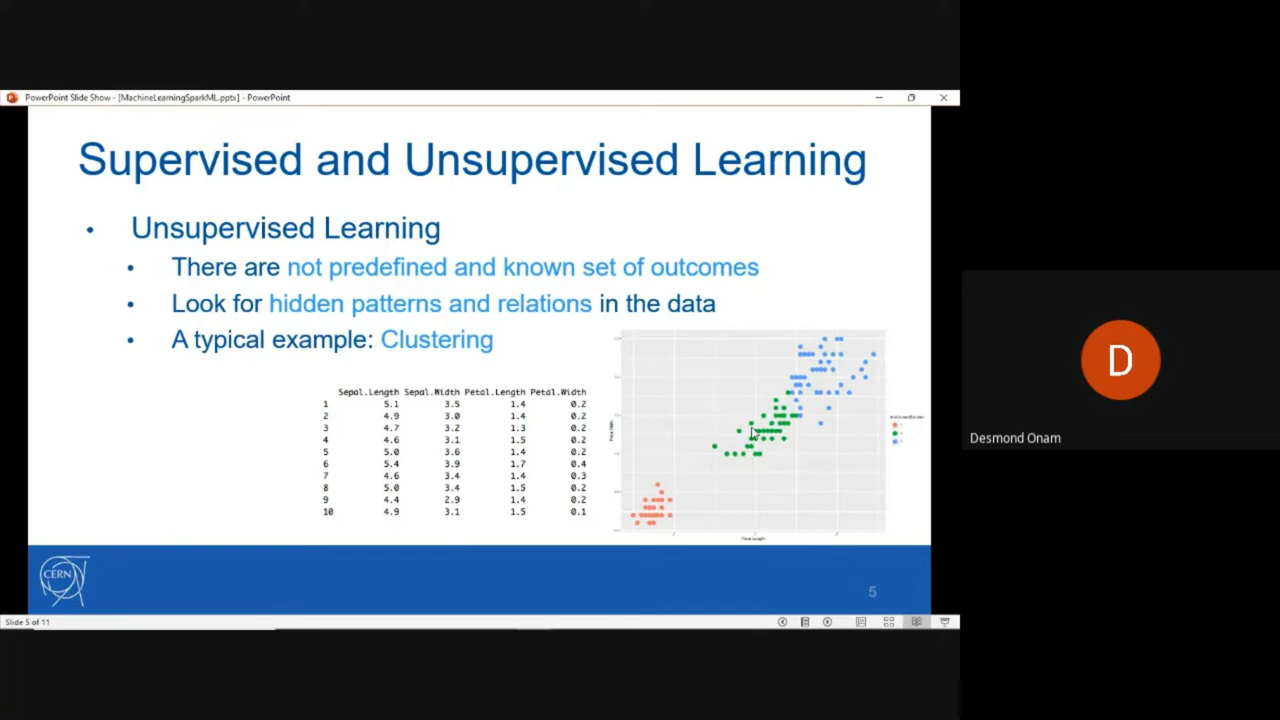 PowerPoint Slide Show - [MachineLearningSparkML.pptx] - PowerPoint
Supervised and Unsupervised Learning
• Unsupervised Learning
• There are not predefined and known set of outcomes
• Look for hidden patterns and relations in the data
• A typical example: Clustering
Sepal.Length Sepal.Width Petal.Length Petal.Width
1 5.1 3.5 1.4 0.2
2 4.9 3.0 1.4 0.2
3 4.7 3.2 1.3 0.2
4 4.6 3.1 1.5 0.2
5 5.0 3.6 1.4 0.2
6 5.4 3.9 1.7 0.4
7 4.6 3.4 1.4 0.3
8 5.0 3.4 1.5 0.2
9 4.4 2.9 1.4 0.2
10 4.9 3.1 1.5 0.1
Petal.Length
CERN
5
Slide 5 of 11
D
Desmond Onam